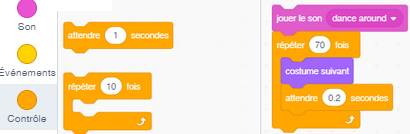 Son
Événements
Contrôle
attendre 1 secondes
répéter 10 fois
jouer le son dance around
répéter 70 fois
costume suivant
attendre 0.2 secondes